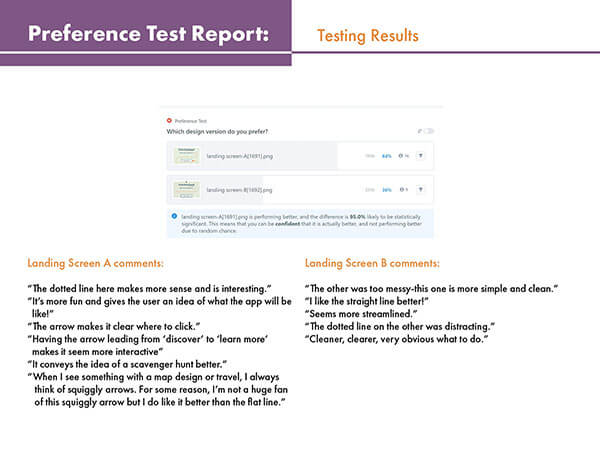 Preference Test Report:
Testing Results
Preference Test
Which design version do you prefer?
landing screen-A[1691].png
64%
landing screen-B[1692].png
36%
landing screen-A[1691].png is performing better, and the difference is 95.0% likely to be statistically
significant. This means that you can be confident that it is actually better, and not performing better
due to random chance.
Landing Screen A comments:
“The dotted line here makes more sense and is interesting.”
“It’s more fun and gives the user an idea of what the app will be
like!”
“The arrow makes it clear where to click.”
“Having the arrow leading from ‘discover’ to ‘learn more’
makes it seem more interactive”
“It conveys the idea of a scavenger hunt better.”
“When I see something with a map design or travel, I always
think of squiggly arrows. For some reason, I’m not a huge fan
of this squiggly arrow but I do like it better than the flat line.”
Landing Screen B comments:
“The other was too messy-this one is more simple and clean.”
“I like the straight line better!”
“Seems more streamlined.”
“The dotted line on the other was distracting.”
“Cleaner, clearer, very obvious what to do.”